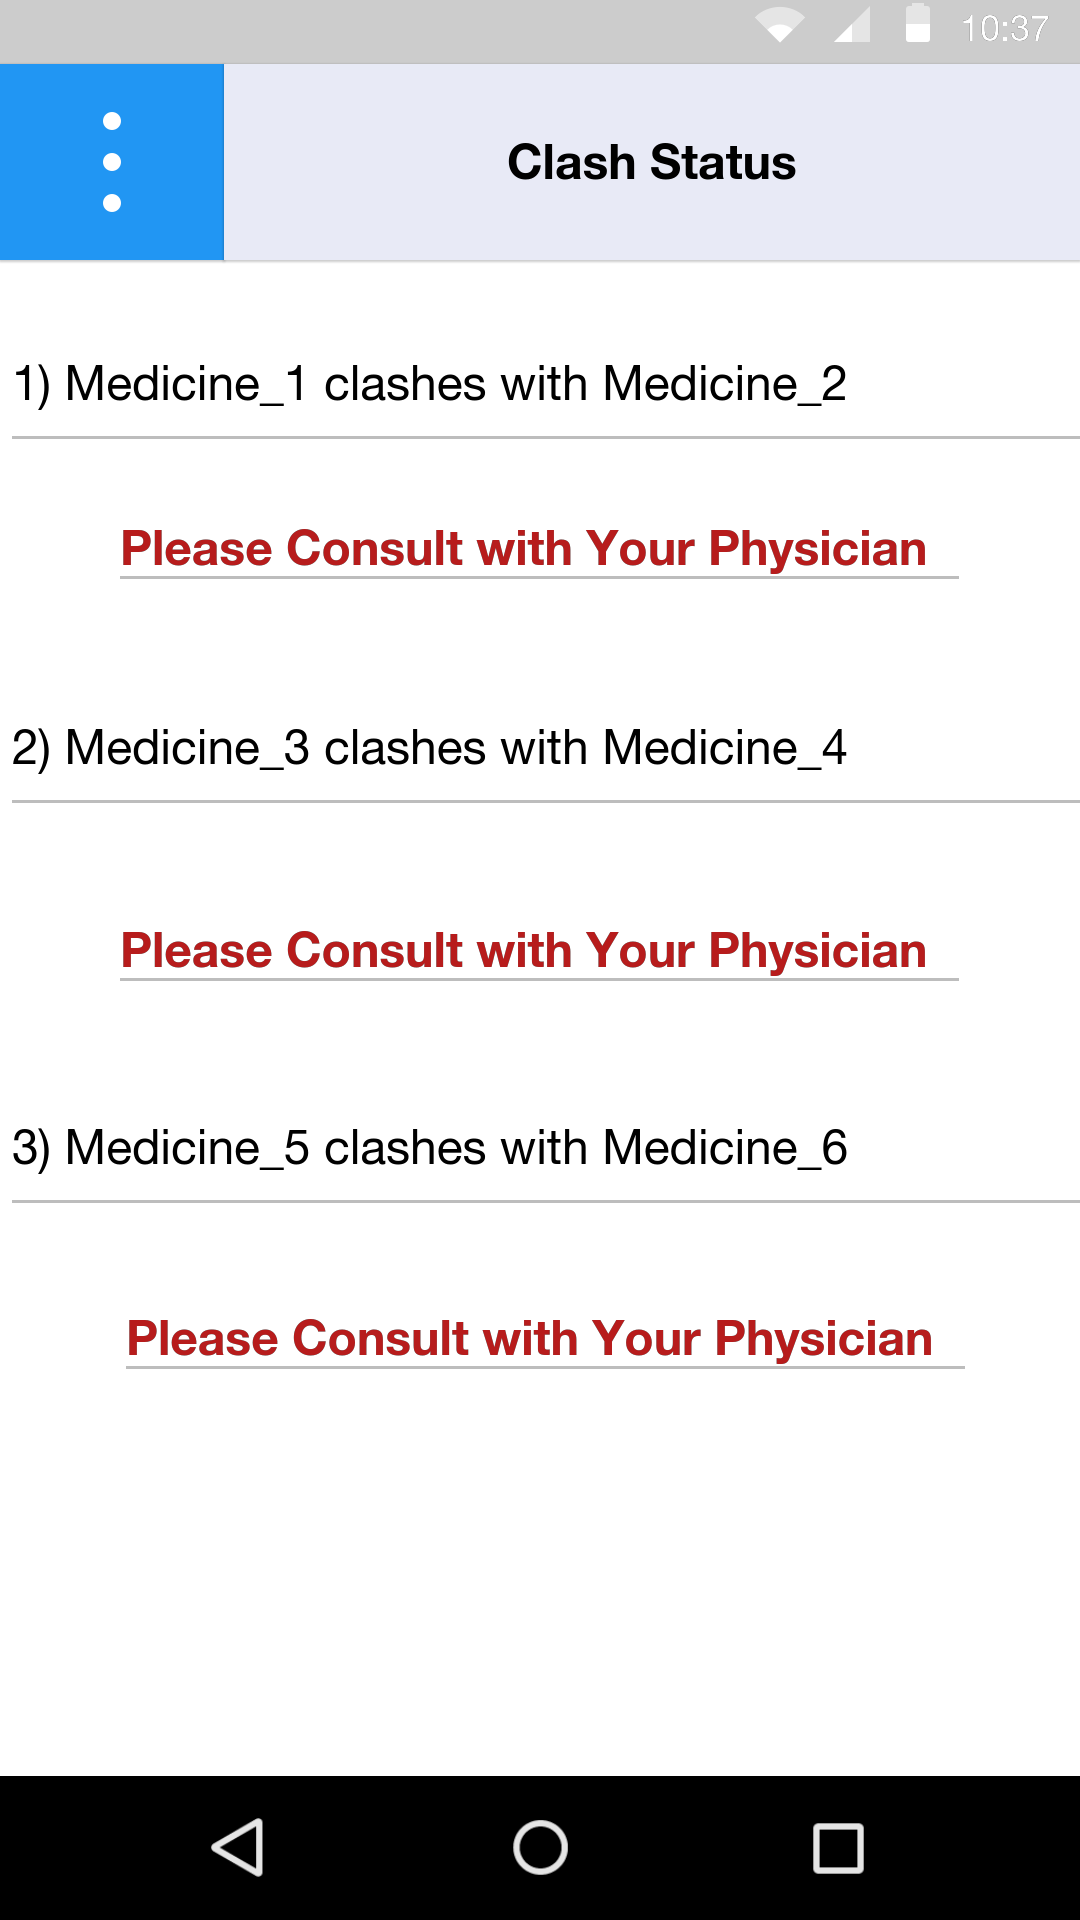 10:37
Clash Status
1) Medicine_1 clashes with Medicine_2
Please Consult with Your Physician
2) Medicine_3 clashes with Medicine_4
Please Consult with Your Physician
3) Medicine_5 clashes with Medicine_6
Please Consult with Your Physician